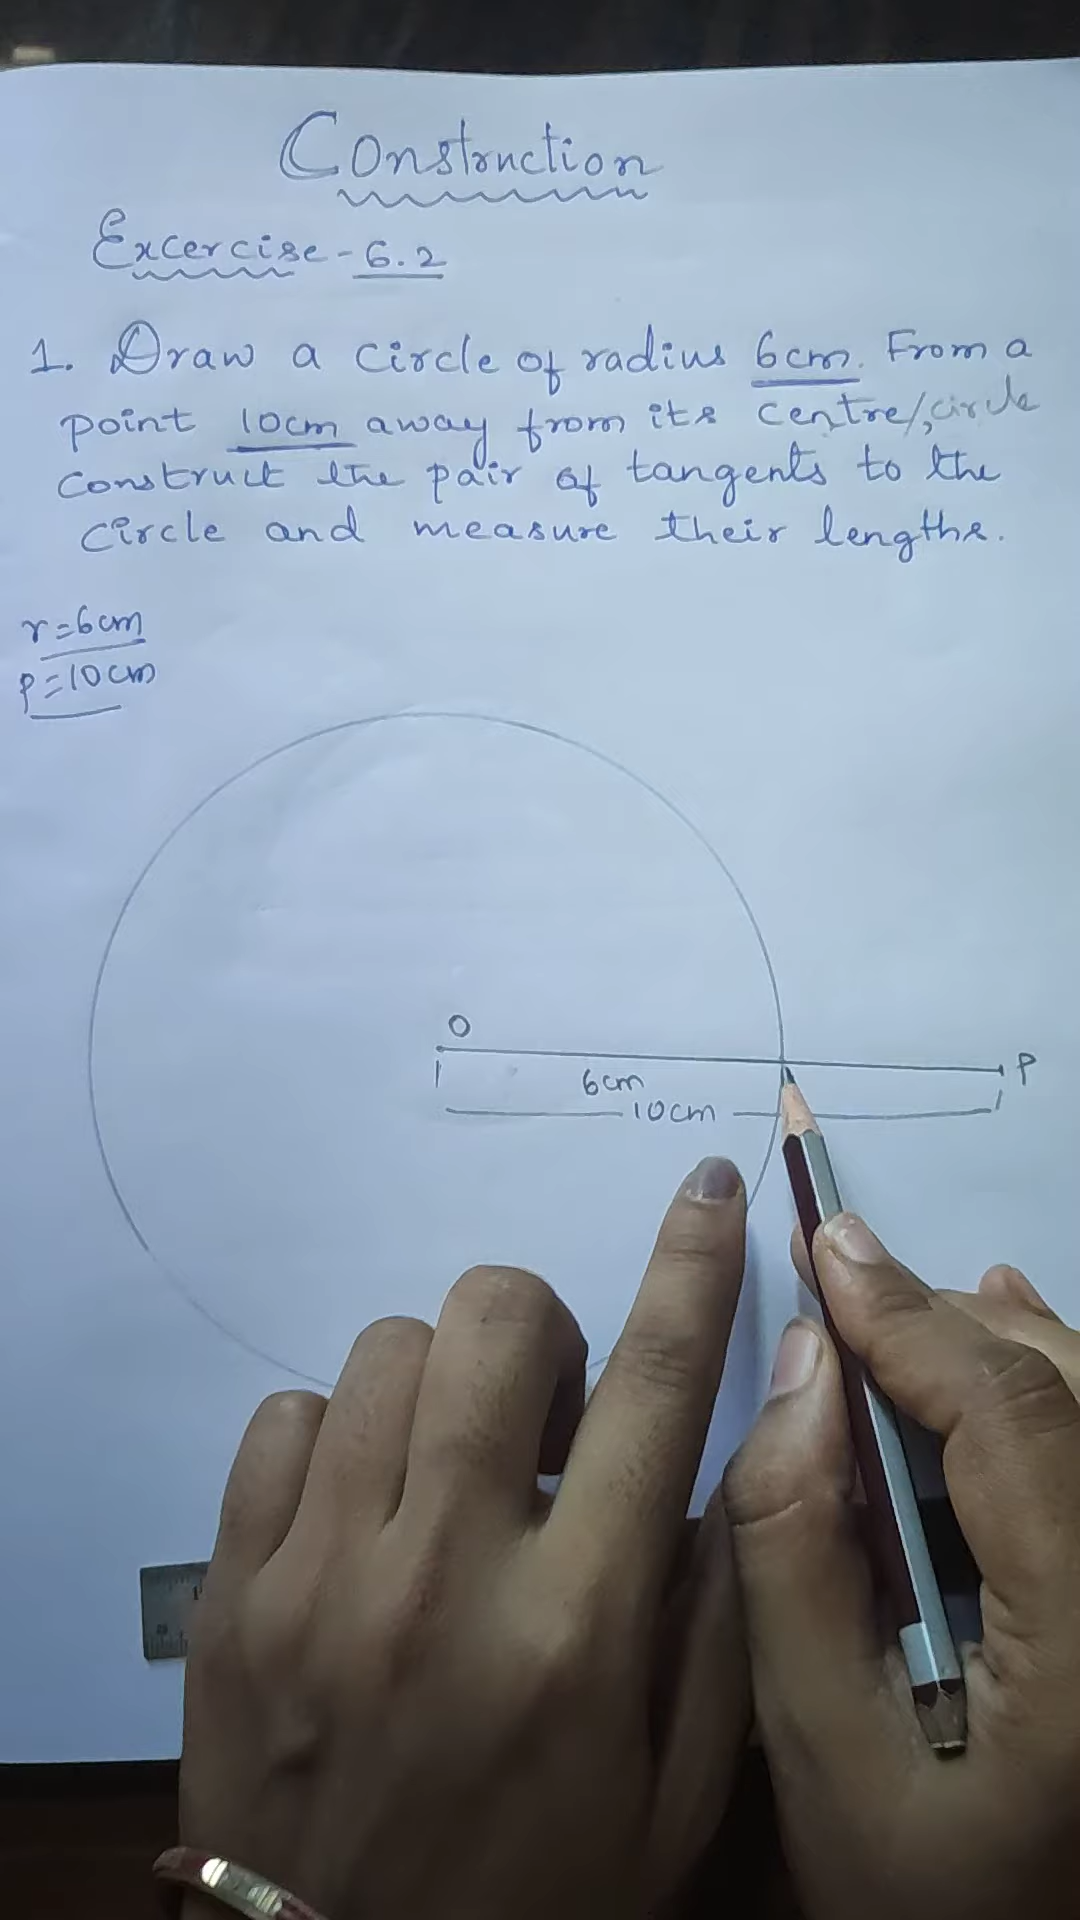 Construction
Excercise - 6.2
1. Draw a circle of radius 6cm. From a
point 10cm away from its centre/circle
construct the pair of tangents to the
circle and measure their lengths.
r=6cm
P=10cm
O
P
6cm
10cm